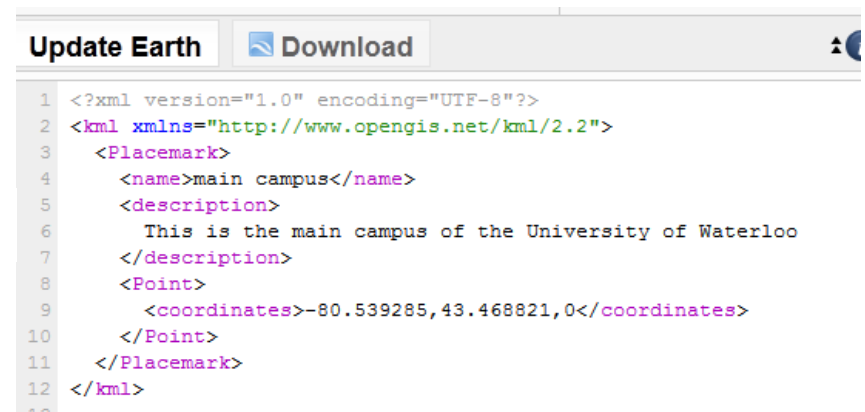 Update Earth Download
1 <?xml version="1.0" encoding="UTF-8"?>
2 <kml xmlns="http://www.opengis.net/kml/2.2">
3   <Placemark>
4     <name>main campus</name>
5     <description>
6       This is the main campus of the University of Waterloo
7     </description>
8     <Point>
9       <coordinates>-80.539285,43.468821,0</coordinates>
10     </Point>
11   </Placemark>
12 </kml>